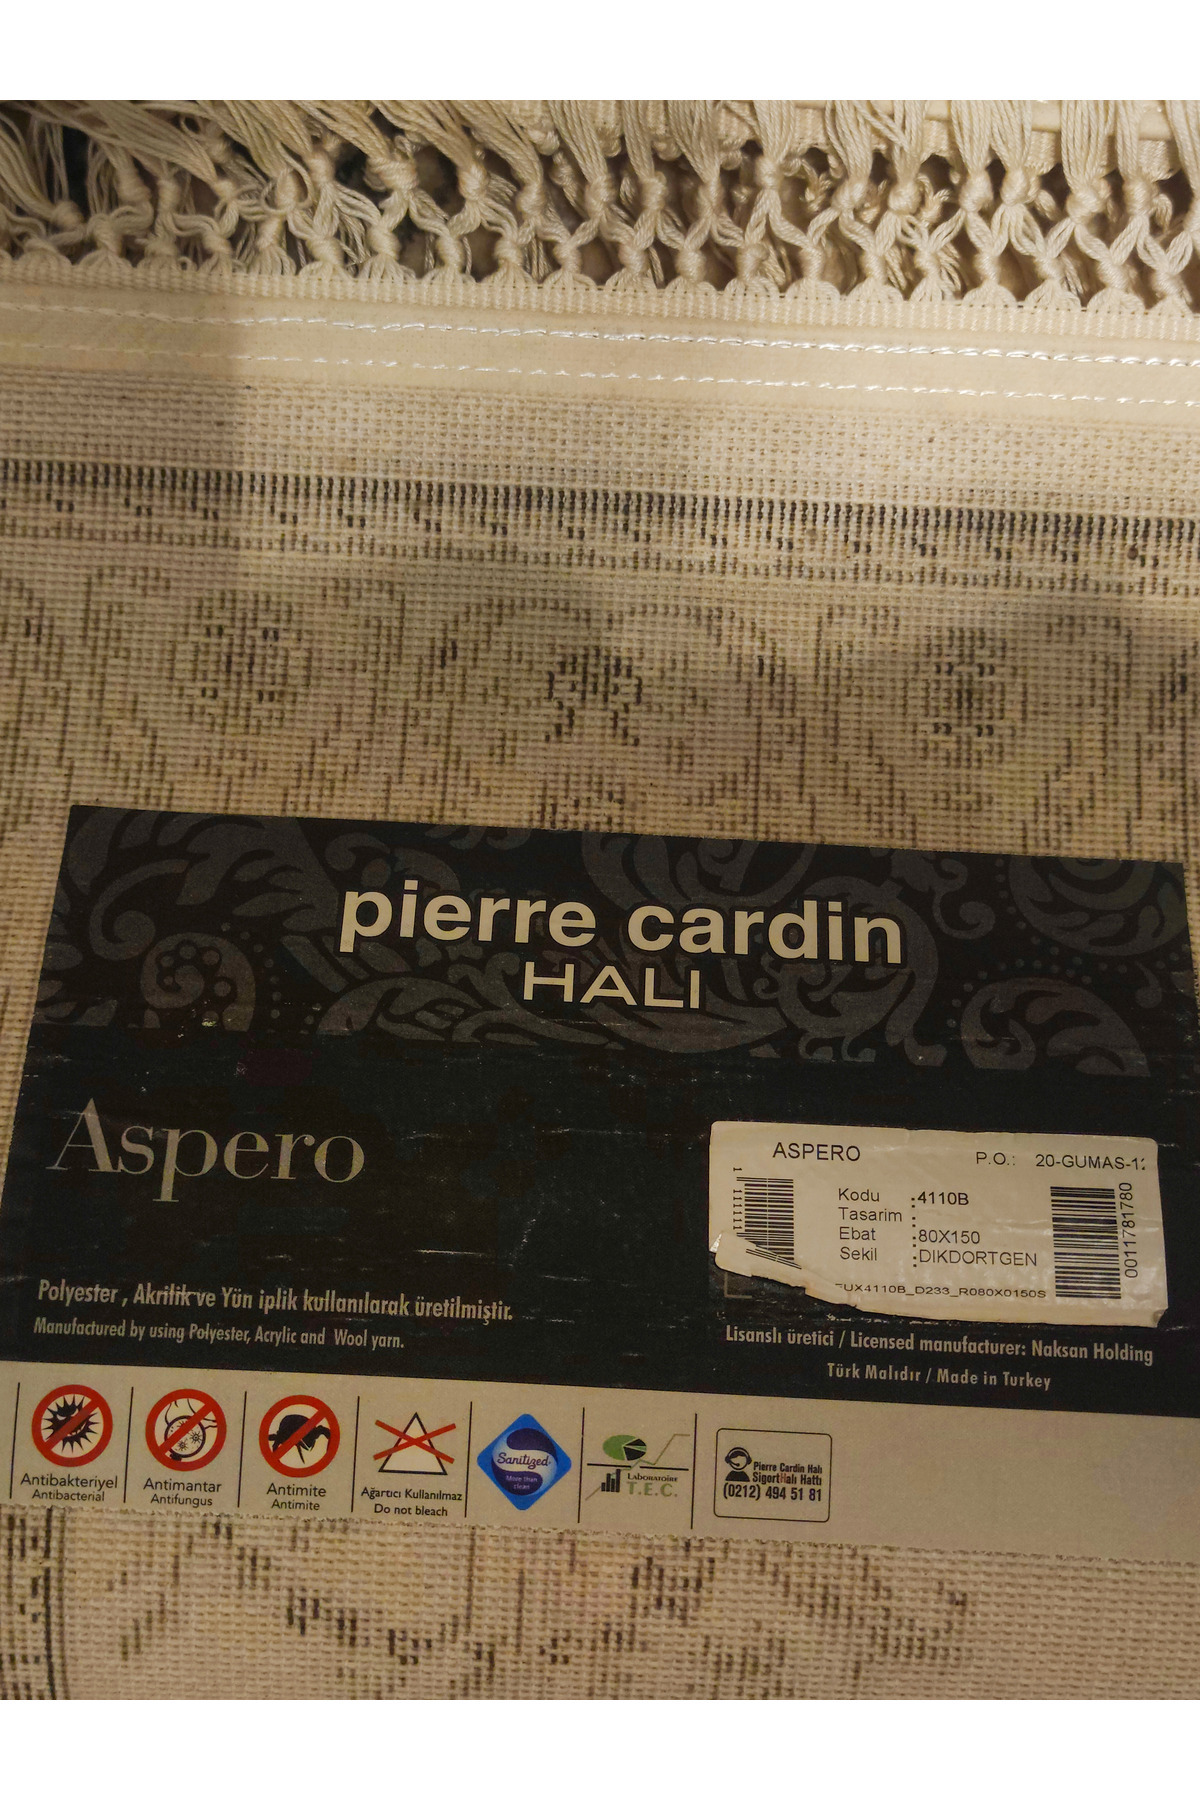 pierre cardin
HALI
Aspero
ASPERO P.O.: 20-GUMAS-
Kodu :4110B
Tasarim :
Ebat :80X150
Sekil :DIKDORTGEN
UX4110B_D233_R080X0150S
0011781780
Polyester , Akrilik ve Yün iplik kullanılarak üretilmiştir.
Manufactured by using Polyester, Acrylic and Wool yarn.
Lisanslı üretici / Licensed manufacturer: Naksan Holding
Türk Malıdır / Made in Turkey
Antibakteriyel
Antibacterial
Antimantar
Antifungus
Antimite
Antimite
Ağartıcı Kullanılmaz
Do not bleach
Sanitized
More than
clean
LABORATOIRE
T.E.C.
Pierre Cardin Halı
SigortHalı Hattı
(0212) 494 51 81